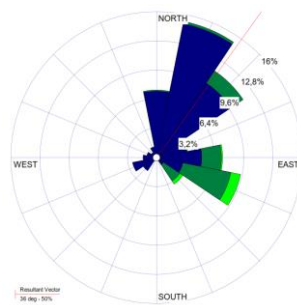 NORTH
16%
12,8%
9,6%
6,4%
3,2%
WEST
EAST
Resultant Vector
36 deg - 50%
SOUTH